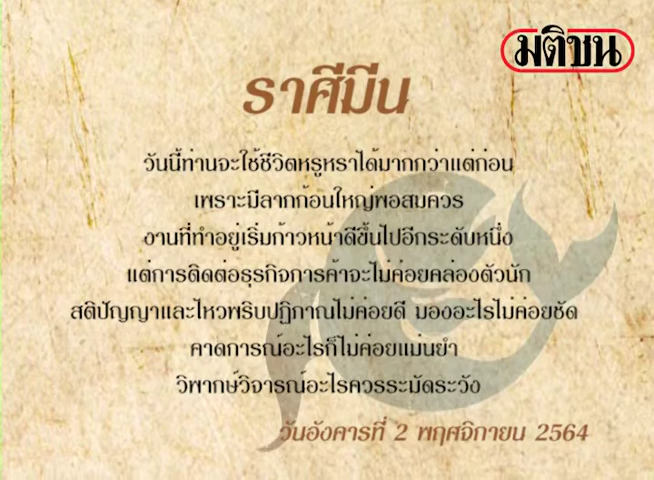 มติชน
ราศีมีน
วันนี้ท่านจะใช้ชีวิตหรูหราได้มากกว่าแต่ก่อน
เพราะมีลาภก้อนใหญ่พอสมควร
งานที่ทำอยู่เริ่มก้าวหน้าดีขึ้นไปอีกระดับหนึ่ง
แต่การติดต่อธุรกิจการค้าจะไม่ค่อยคล่องตัวนัก
สติปัญญาและไหวพริบปฏิภาณไม่ค่อยดี มองอะไรไม่ค่อยชัด
คาดการณ์อะไรก็ไม่ค่อยแม่นยำ
วิพากษ์วิจารณ์อะไรควรระมัดระวัง
วันอังคารที่ 2 พฤศจิกายน 2564